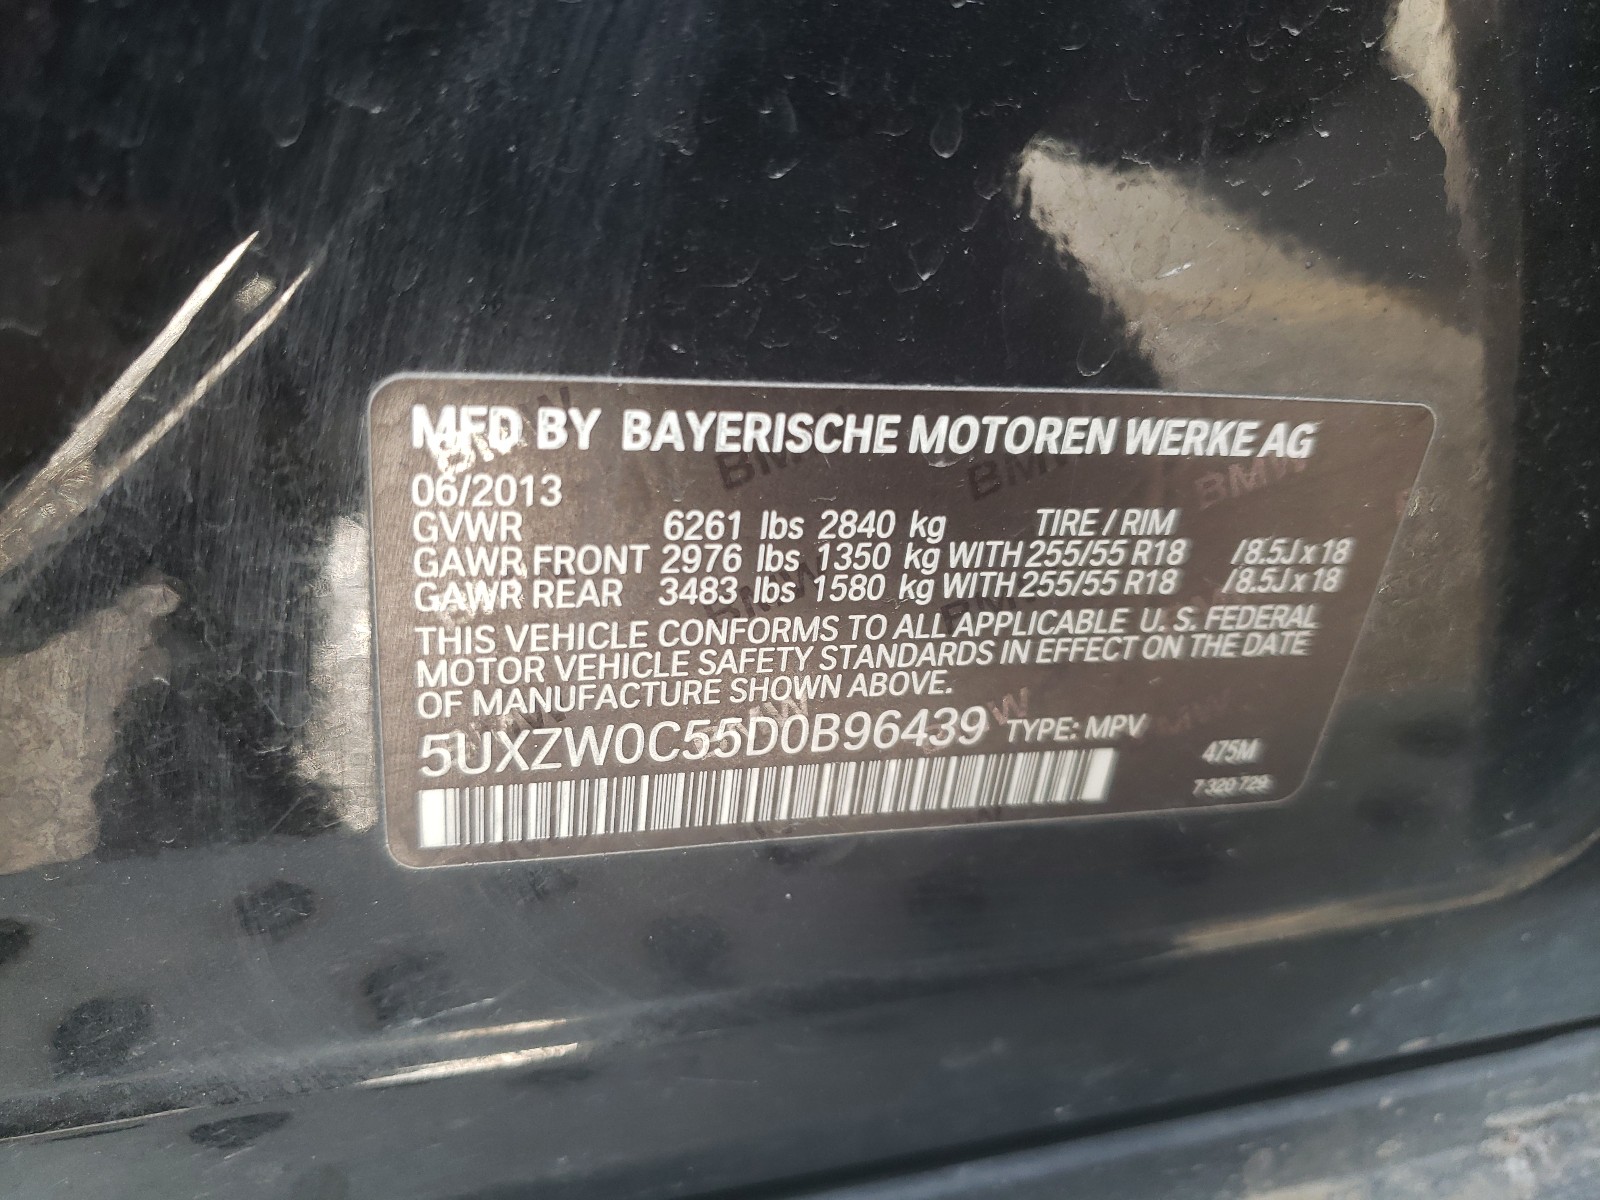 MFD BY BAYERISCHE MOTOREN WERKE AG
06/2013
GVWR 6261 lbs 2840 kg TIRE / RIM
GAWR FRONT 2976 lbs 1350 kg WITH 255/55 R18 /8.5J x 18
GAWR REAR 3483 lbs 1580 kg WITH 255/55 R18 /8.5J x 18
THIS VEHICLE CONFORMS TO ALL APPLICABLE U. S. FEDERAL
MOTOR VEHICLE SAFETY STANDARDS IN EFFECT ON THE DATE
OF MANUFACTURE SHOWN ABOVE.
5UXZW0C55D0B96439 TYPE: MPV
475M
7 320 729